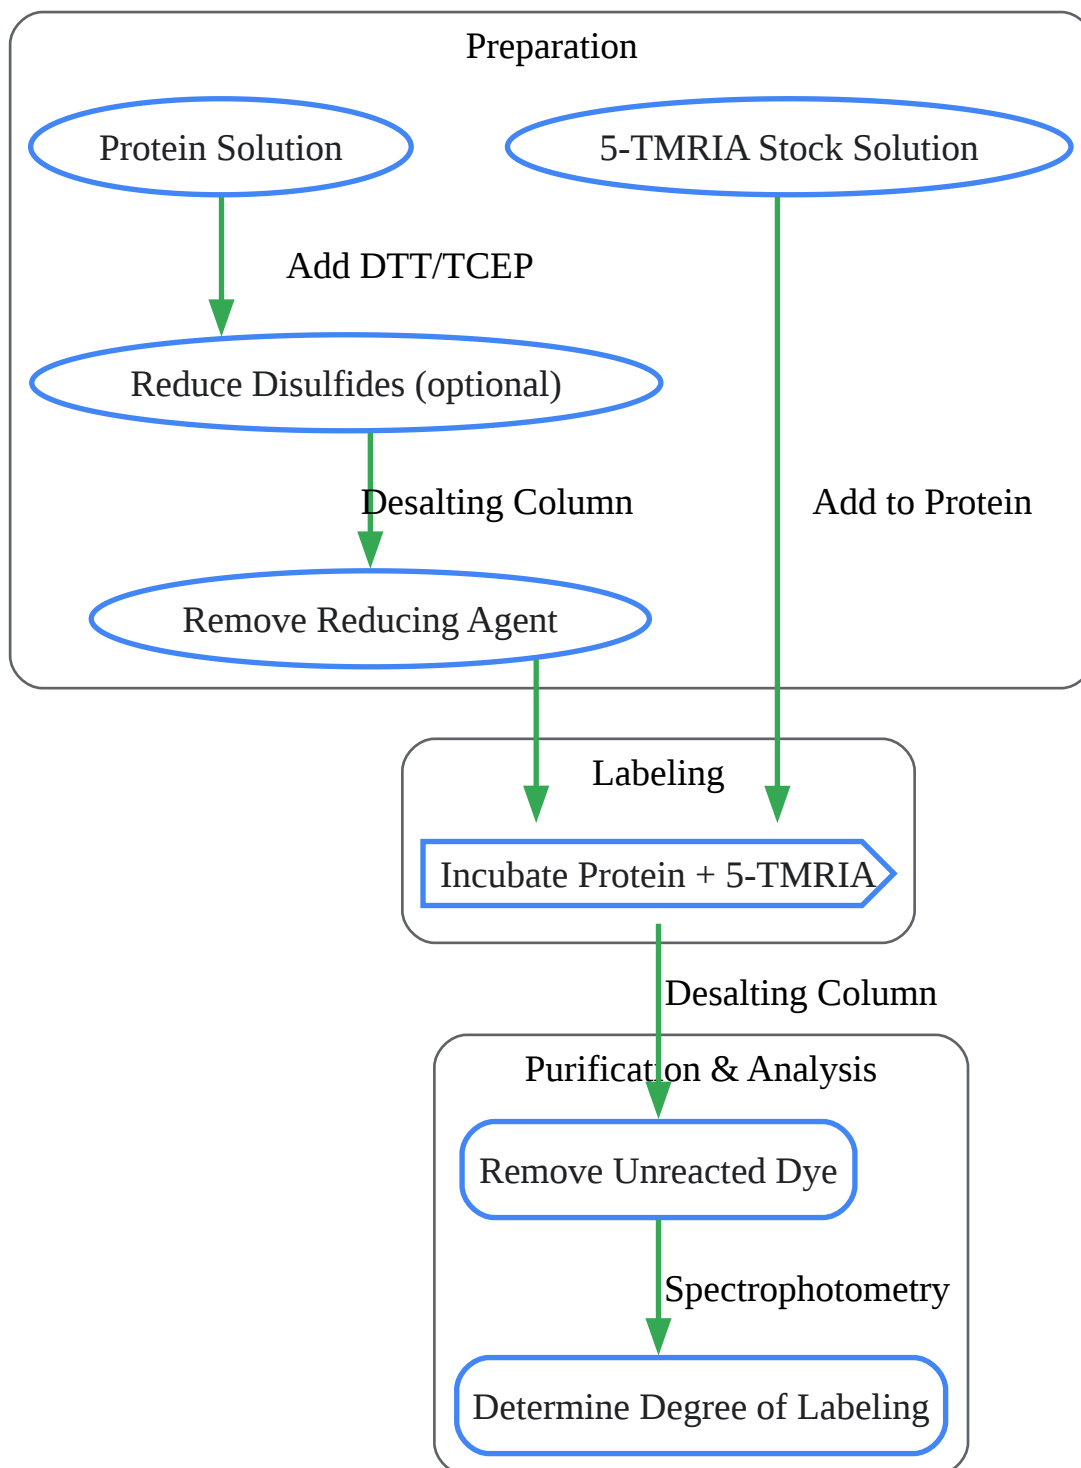 Preparation
Protein Solution
5-TMRIA Stock Solution
Add DTT/TCEP
Reduce Disulfides (optional)
Desalting Column
Add to Protein
Remove Reducing Agent
Labeling
Incubate Protein + 5-TMRIA
Desalting Column
Purification & Analysis
Remove Unreacted Dye
Spectrophotometry
Determine Degree of Labeling